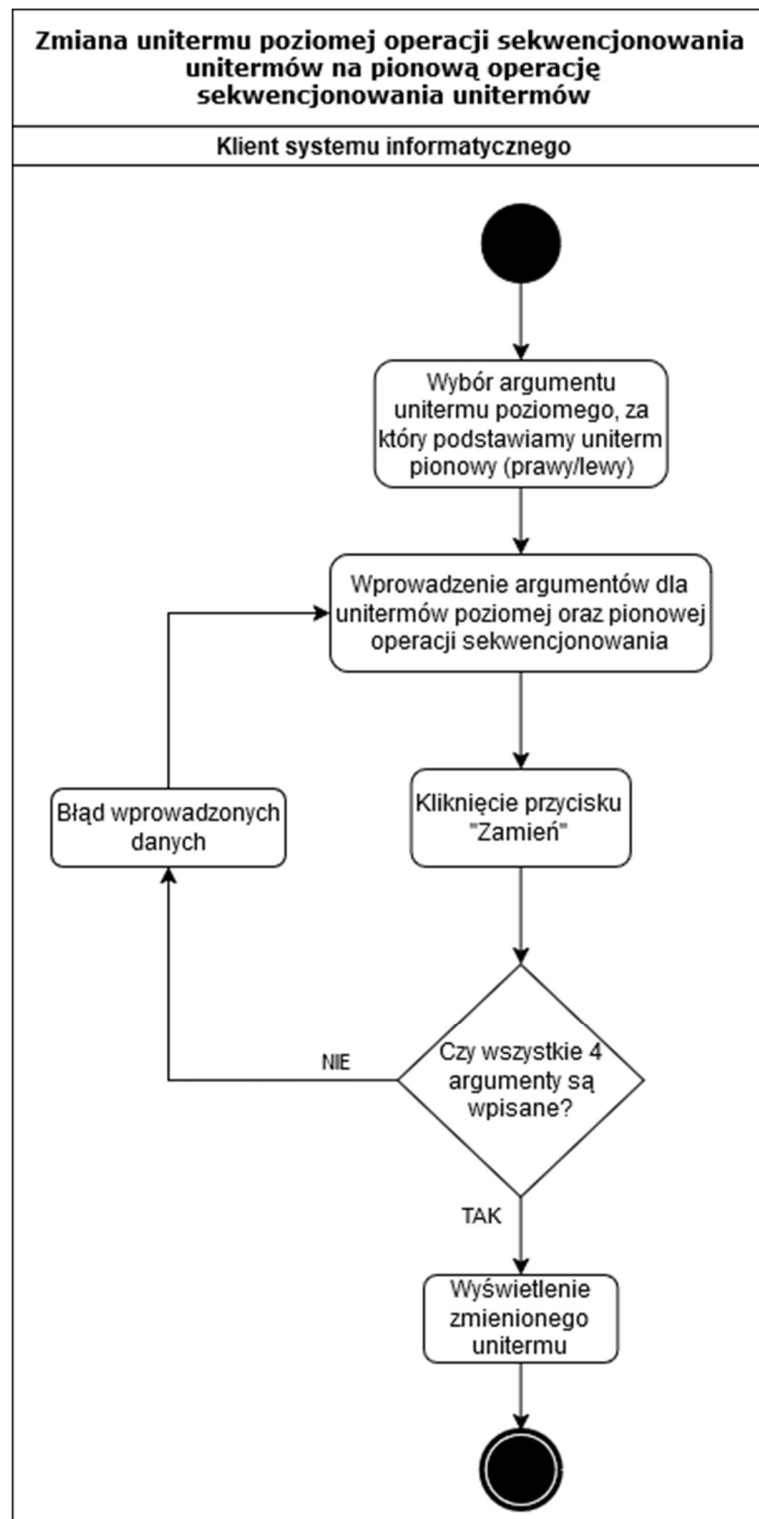 Zmiana unitermu poziomej operacji sekwencjonowania
unitermów na pionową operację
sekwencjonowania unitermów
Klient systemu informatycznego
Wybór argumentu
unitermu poziomego, za
który podstawiamy uniterm
pionowy (prawy/lewy)
Wprowadzenie argumentów dla
unitermów poziomej oraz pionowej
operacji sekwencjonowania
Błąd wprowadzonych
danych
Kliknięcie przycisku
"Zamień"
Czy wszystkie 4
argumenty są
wpisane?
NIE
TAK
Wyświetlenie
zmienionego
unitermu